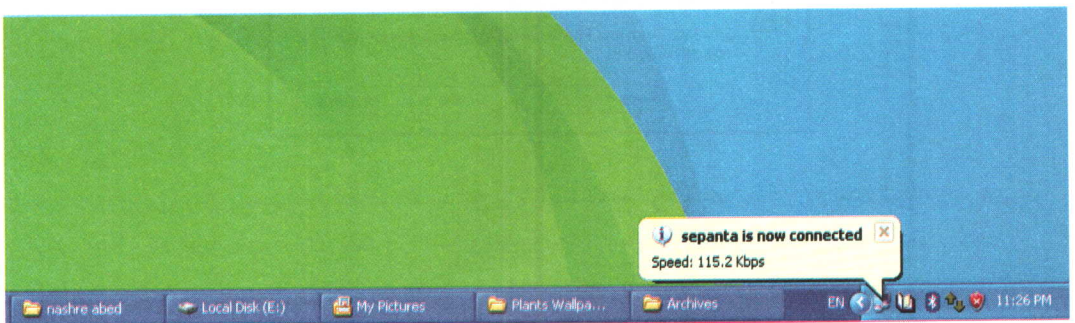 sepanta is now connected
Speed: 115.2 Kbps
nashre abed
Local Disk (E:)
My Pictures
Plants Wallpa...
Archives
EN
11:26 PM